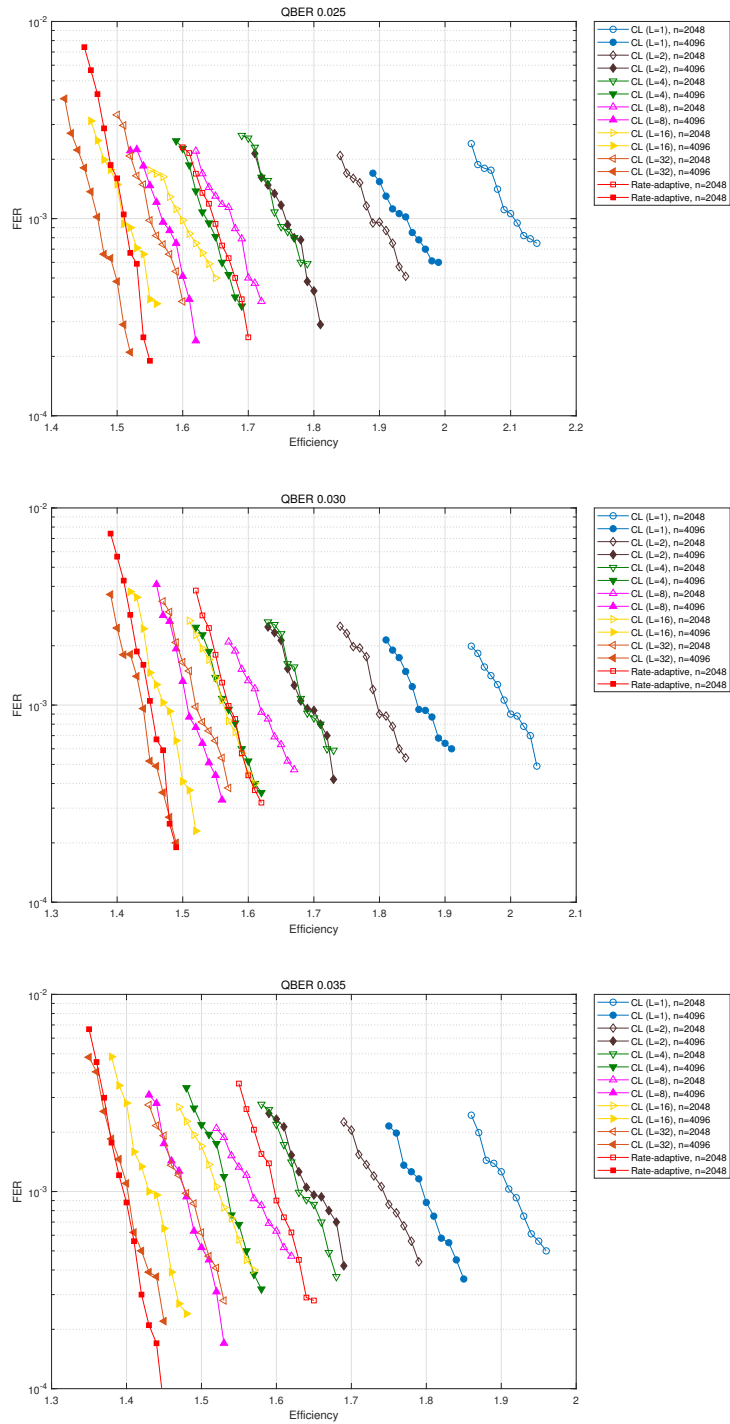 QBER 0.025
10^-2
10^-3
10^-4
FER
1.4 1.5 1.6 1.7 1.8 1.9 2 2.1 2.2
Efficiency
CL (L=1), n=2048
CL (L=1), n=4096
CL (L=2), n=2048
CL (L=2), n=4096
CL (L=4), n=2048
CL (L=4), n=4096
CL (L=8), n=2048
CL (L=8), n=4096
CL (L=16), n=2048
CL (L=16), n=4096
CL (L=32), n=2048
CL (L=32), n=4096
Rate-adaptive, n=2048
Rate-adaptive, n=2048
QBER 0.030
10^-2
10^-3
10^-4
FER
1.3 1.4 1.5 1.6 1.7 1.8 1.9 2 2.1
Efficiency
CL (L=1), n=2048
CL (L=1), n=4096
CL (L=2), n=2048
CL (L=2), n=4096
CL (L=4), n=2048
CL (L=4), n=4096
CL (L=8), n=2048
CL (L=8), n=4096
CL (L=16), n=2048
CL (L=16), n=4096
CL (L=32), n=2048
CL (L=32), n=4096
Rate-adaptive, n=2048
Rate-adaptive, n=2048
QBER 0.035
10^-2
10^-3
10^-4
FER
1.3 1.4 1.5 1.6 1.7 1.8 1.9 2
Efficiency
CL (L=1), n=2048
CL (L=1), n=4096
CL (L=2), n=2048
CL (L=2), n=4096
CL (L=4), n=2048
CL (L=4), n=4096
CL (L=8), n=2048
CL (L=8), n=4096
CL (L=16), n=2048
CL (L=16), n=4096
CL (L=32), n=2048
CL (L=32), n=4096
Rate-adaptive, n=2048
Rate-adaptive, n=2048